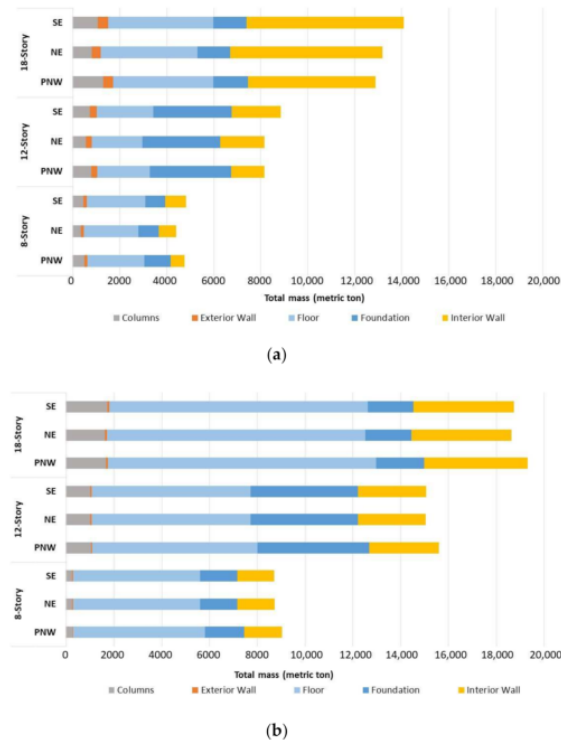 SE
18-Story
NE
PNW
SE
12-Story
NE
PNW
SE
8-Story
NE
PNW
0 2000 4000 6000 8000 10,000 12,000 14,000 16,000 18,000 20,000
Total mass (metric ton)
Columns Exterior Wall Floor Foundation Interior Wall
(a)
SE
18-Story
NE
PNW
SE
12-Story
NE
PNW
SE
8-Story
NE
PNW
0 2000 4000 6000 8000 10,000 12,000 14,000 16,000 18,000 20,000
Total mass (metric ton)
Columns Exterior Wall Floor Foundation Interior Wall
(b)